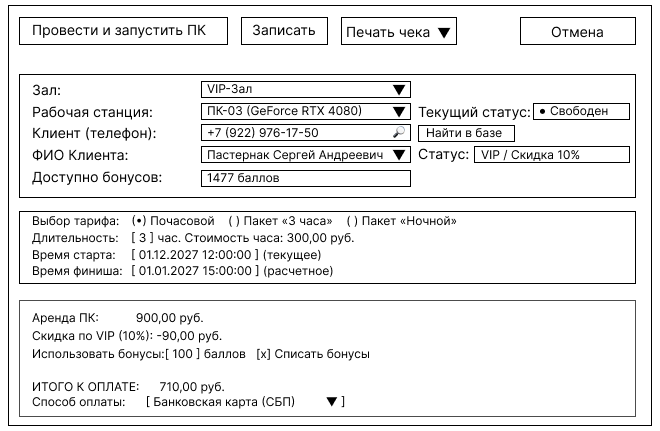 Провести и запустить ПК Записать Печать чека ▼ Отмена
Зал: VIP-Зал ▼
Рабочая станция: ПК-03 (GeForce RTX 4080) ▼ Текущий статус: • Свободен
Клиент (телефон): +7 (922) 976-17-50 🔎 Найти в базе
ФИО Клиента: Пастернак Сергей Андреевич ▼ Статус: VIP / Скидка 10%
Доступно бонусов: 1477 баллов
Выбор тарифа: (•) Почасовой ( ) Пакет «3 часа» ( ) Пакет «Ночной»
Длительность: [ 3 ] час. Стоимость часа: 300,00 руб.
Время старта: [ 01.12.2027 12:00:00 ] (текущее)
Время финиша: [ 01.01.2027 15:00:00 ] (расчетное)
Аренда ПК: 900,00 руб.
Скидка по VIP (10%): -90,00 руб.
Использовать бонусы:[ 100 ] баллов [x] Списать бонусы
ИТОГО К ОПЛАТЕ: 710,00 руб.
Способ оплаты: [ Банковская карта (СБП) ▼ ]